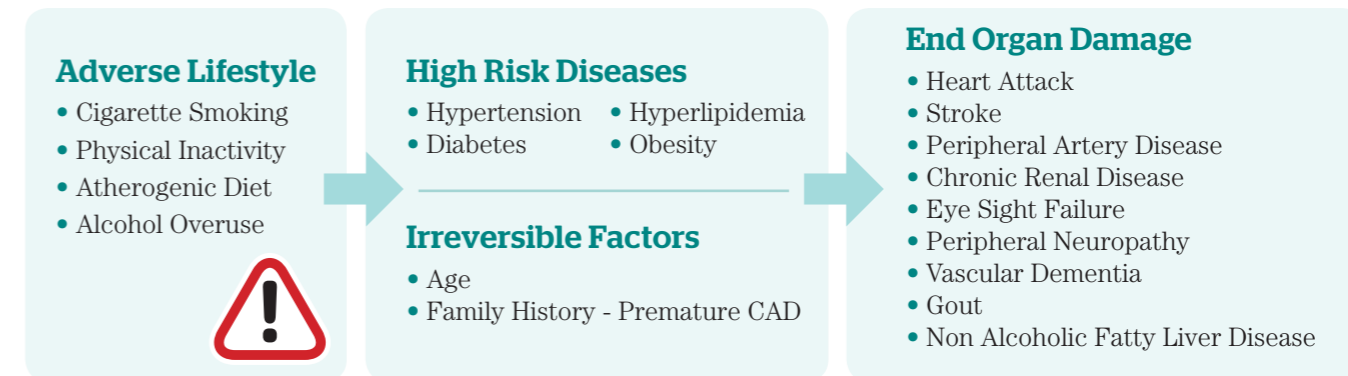 Adverse Lifestyle
• Cigarette Smoking
• Physical Inactivity
• Atherogenic Diet
• Alcohol Overuse
High Risk Diseases
• Hypertension • Hyperlipidemia
• Diabetes • Obesity
Irreversible Factors
• Age
• Family History - Premature CAD
End Organ Damage
• Heart Attack
• Stroke
• Peripheral Artery Disease
• Chronic Renal Disease
• Eye Sight Failure
• Peripheral Neuropathy
• Vascular Dementia
• Gout
• Non Alcoholic Fatty Liver Disease